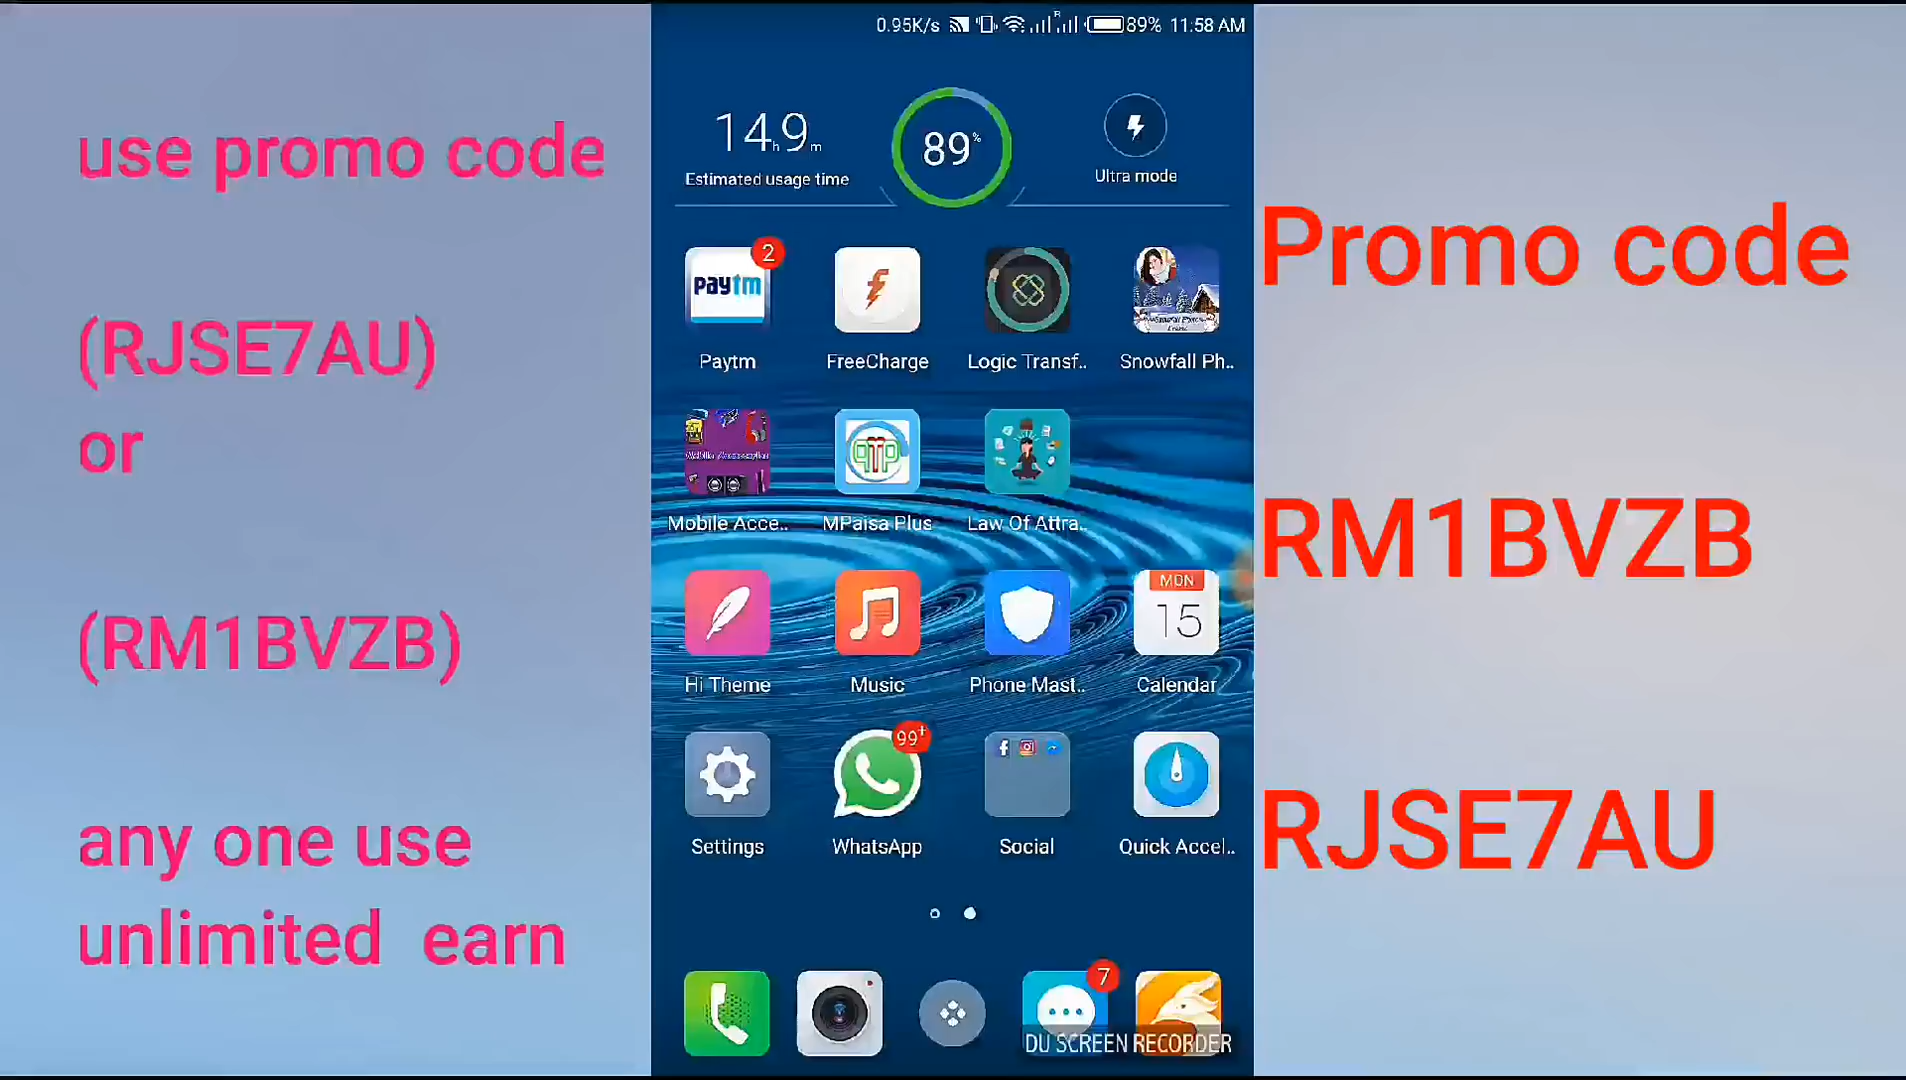 use promo code
(RJSE7AU)
or
(RM1BVZB)
any one use
unlimited earn
0.95K/s 89% 11:58 AM
14h 9m
Estimated usage time
89%
Ultra mode
2
paytm
Paytm
FreeCharge
Logic Transf..
Snowfall Ph..
Mobile Acce..
MPaisa Plus
Law Of Attra..
MON
15
Hi Theme
Music
Phone Mast..
Calendar
99+
Settings
WhatsApp
Social
Quick Accel..
7
DU SCREEN RECORDER
Promo code
RM1BVZB
RJSE7AU